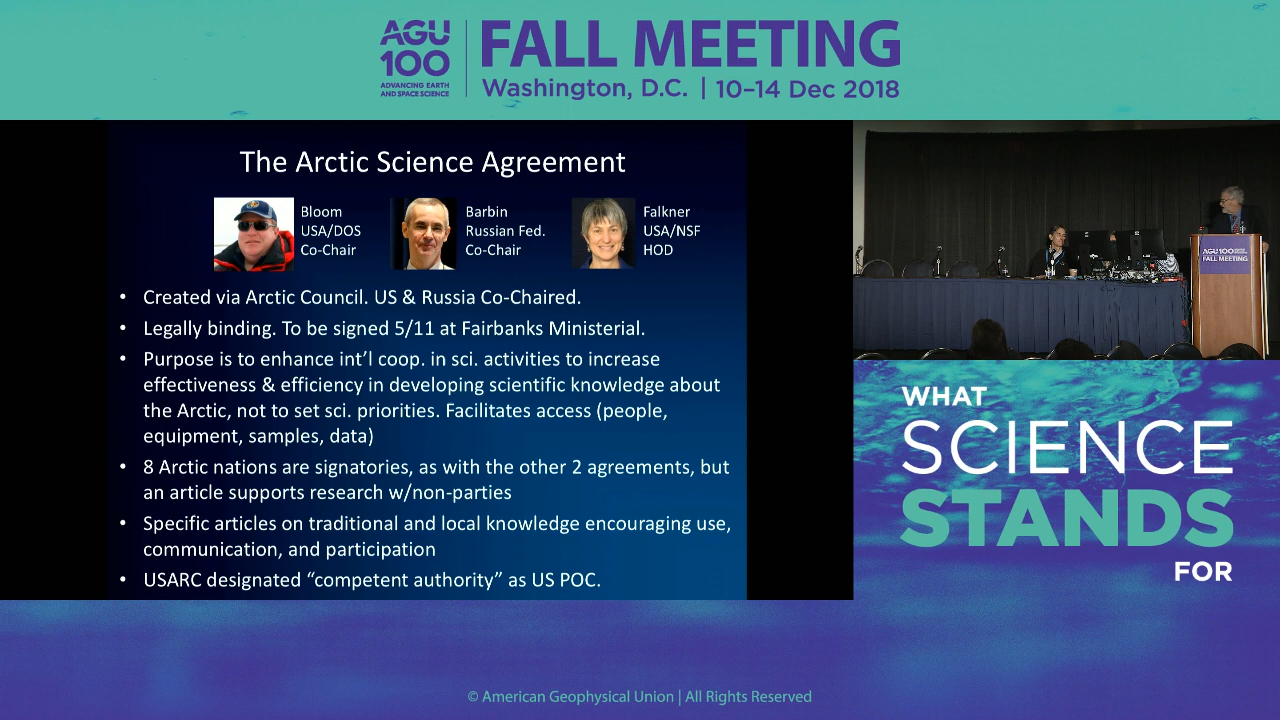 AGU
100
ADVANCING EARTH
AND SPACE SCIENCE
FALL MEETING
Washington, D.C. | 10–14 Dec 2018
The Arctic Science Agreement
Bloom
USA/DOS
Co-Chair
Barbin
Russian Fed.
Co-Chair
Falkner
USA/NSF
HOD
• Created via Arctic Council. US & Russia Co-Chaired.
• Legally binding. To be signed 5/11 at Fairbanks Ministerial.
• Purpose is to enhance int’l coop. in sci. activities to increase
effectiveness & efficiency in developing scientific knowledge about
the Arctic, not to set sci. priorities. Facilitates access (people,
equipment, samples, data)
• 8 Arctic nations are signatories, as with the other 2 agreements, but
an article supports research w/non-parties
• Specific articles on traditional and local knowledge encouraging use,
communication, and participation
• USARC designated “competent authority” as US POC.
AGU100
FALL MEETING
WHAT
SCIENCE
STANDS
FOR
© American Geophysical Union | All Rights Reserved